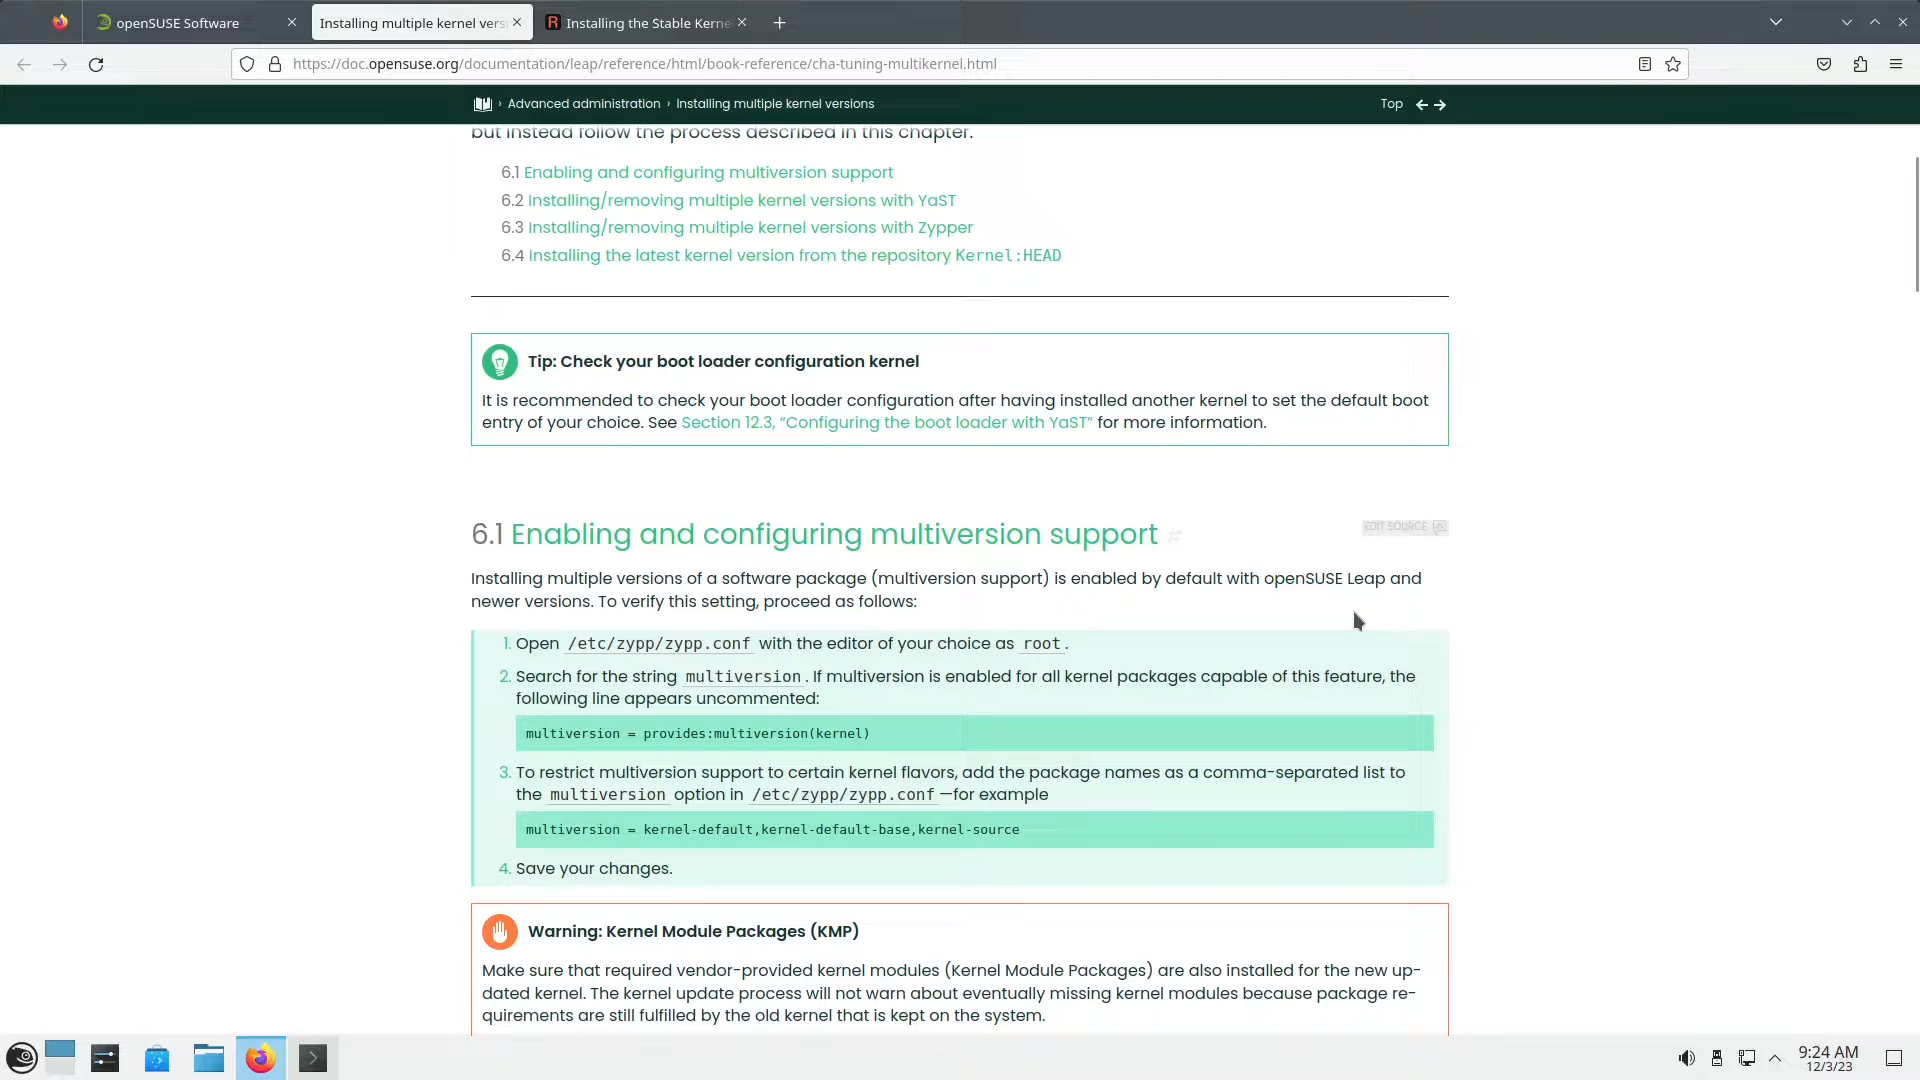 openSUSE Software
Installing multiple kernel vers
Installing the Stable Kerne
https://doc.opensuse.org/documentation/leap/reference/html/book-reference/cha-tuning-multikernel.html
› Advanced administration › Installing multiple kernel versions
Top
but instead follow the process described in this chapter.
6.1 Enabling and configuring multiversion support
6.2 Installing/removing multiple kernel versions with YaST
6.3 Installing/removing multiple kernel versions with Zypper
6.4 Installing the latest kernel version from the repository Kernel:HEAD
Tip: Check your boot loader configuration kernel
It is recommended to check your boot loader configuration after having installed another kernel to set the default boot
entry of your choice. See Section 12.3, “Configuring the boot loader with YaST” for more information.
6.1 Enabling and configuring multiversion support #
EDIT SOURCE
Installing multiple versions of a software package (multiversion support) is enabled by default with openSUSE Leap and
newer versions. To verify this setting, proceed as follows:
1. Open /etc/zypp/zypp.conf with the editor of your choice as root.
2. Search for the string multiversion. If multiversion is enabled for all kernel packages capable of this feature, the
following line appears uncommented:
multiversion = provides:multiversion(kernel)
3. To restrict multiversion support to certain kernel flavors, add the package names as a comma-separated list to
the multiversion option in /etc/zypp/zypp.conf—for example
multiversion = kernel-default,kernel-default-base,kernel-source
4. Save your changes.
Warning: Kernel Module Packages (KMP)
Make sure that required vendor-provided kernel modules (Kernel Module Packages) are also installed for the new up-
dated kernel. The kernel update process will not warn about eventually missing kernel modules because package re-
quirements are still fulfilled by the old kernel that is kept on the system.
9:24 AM
12/3/23